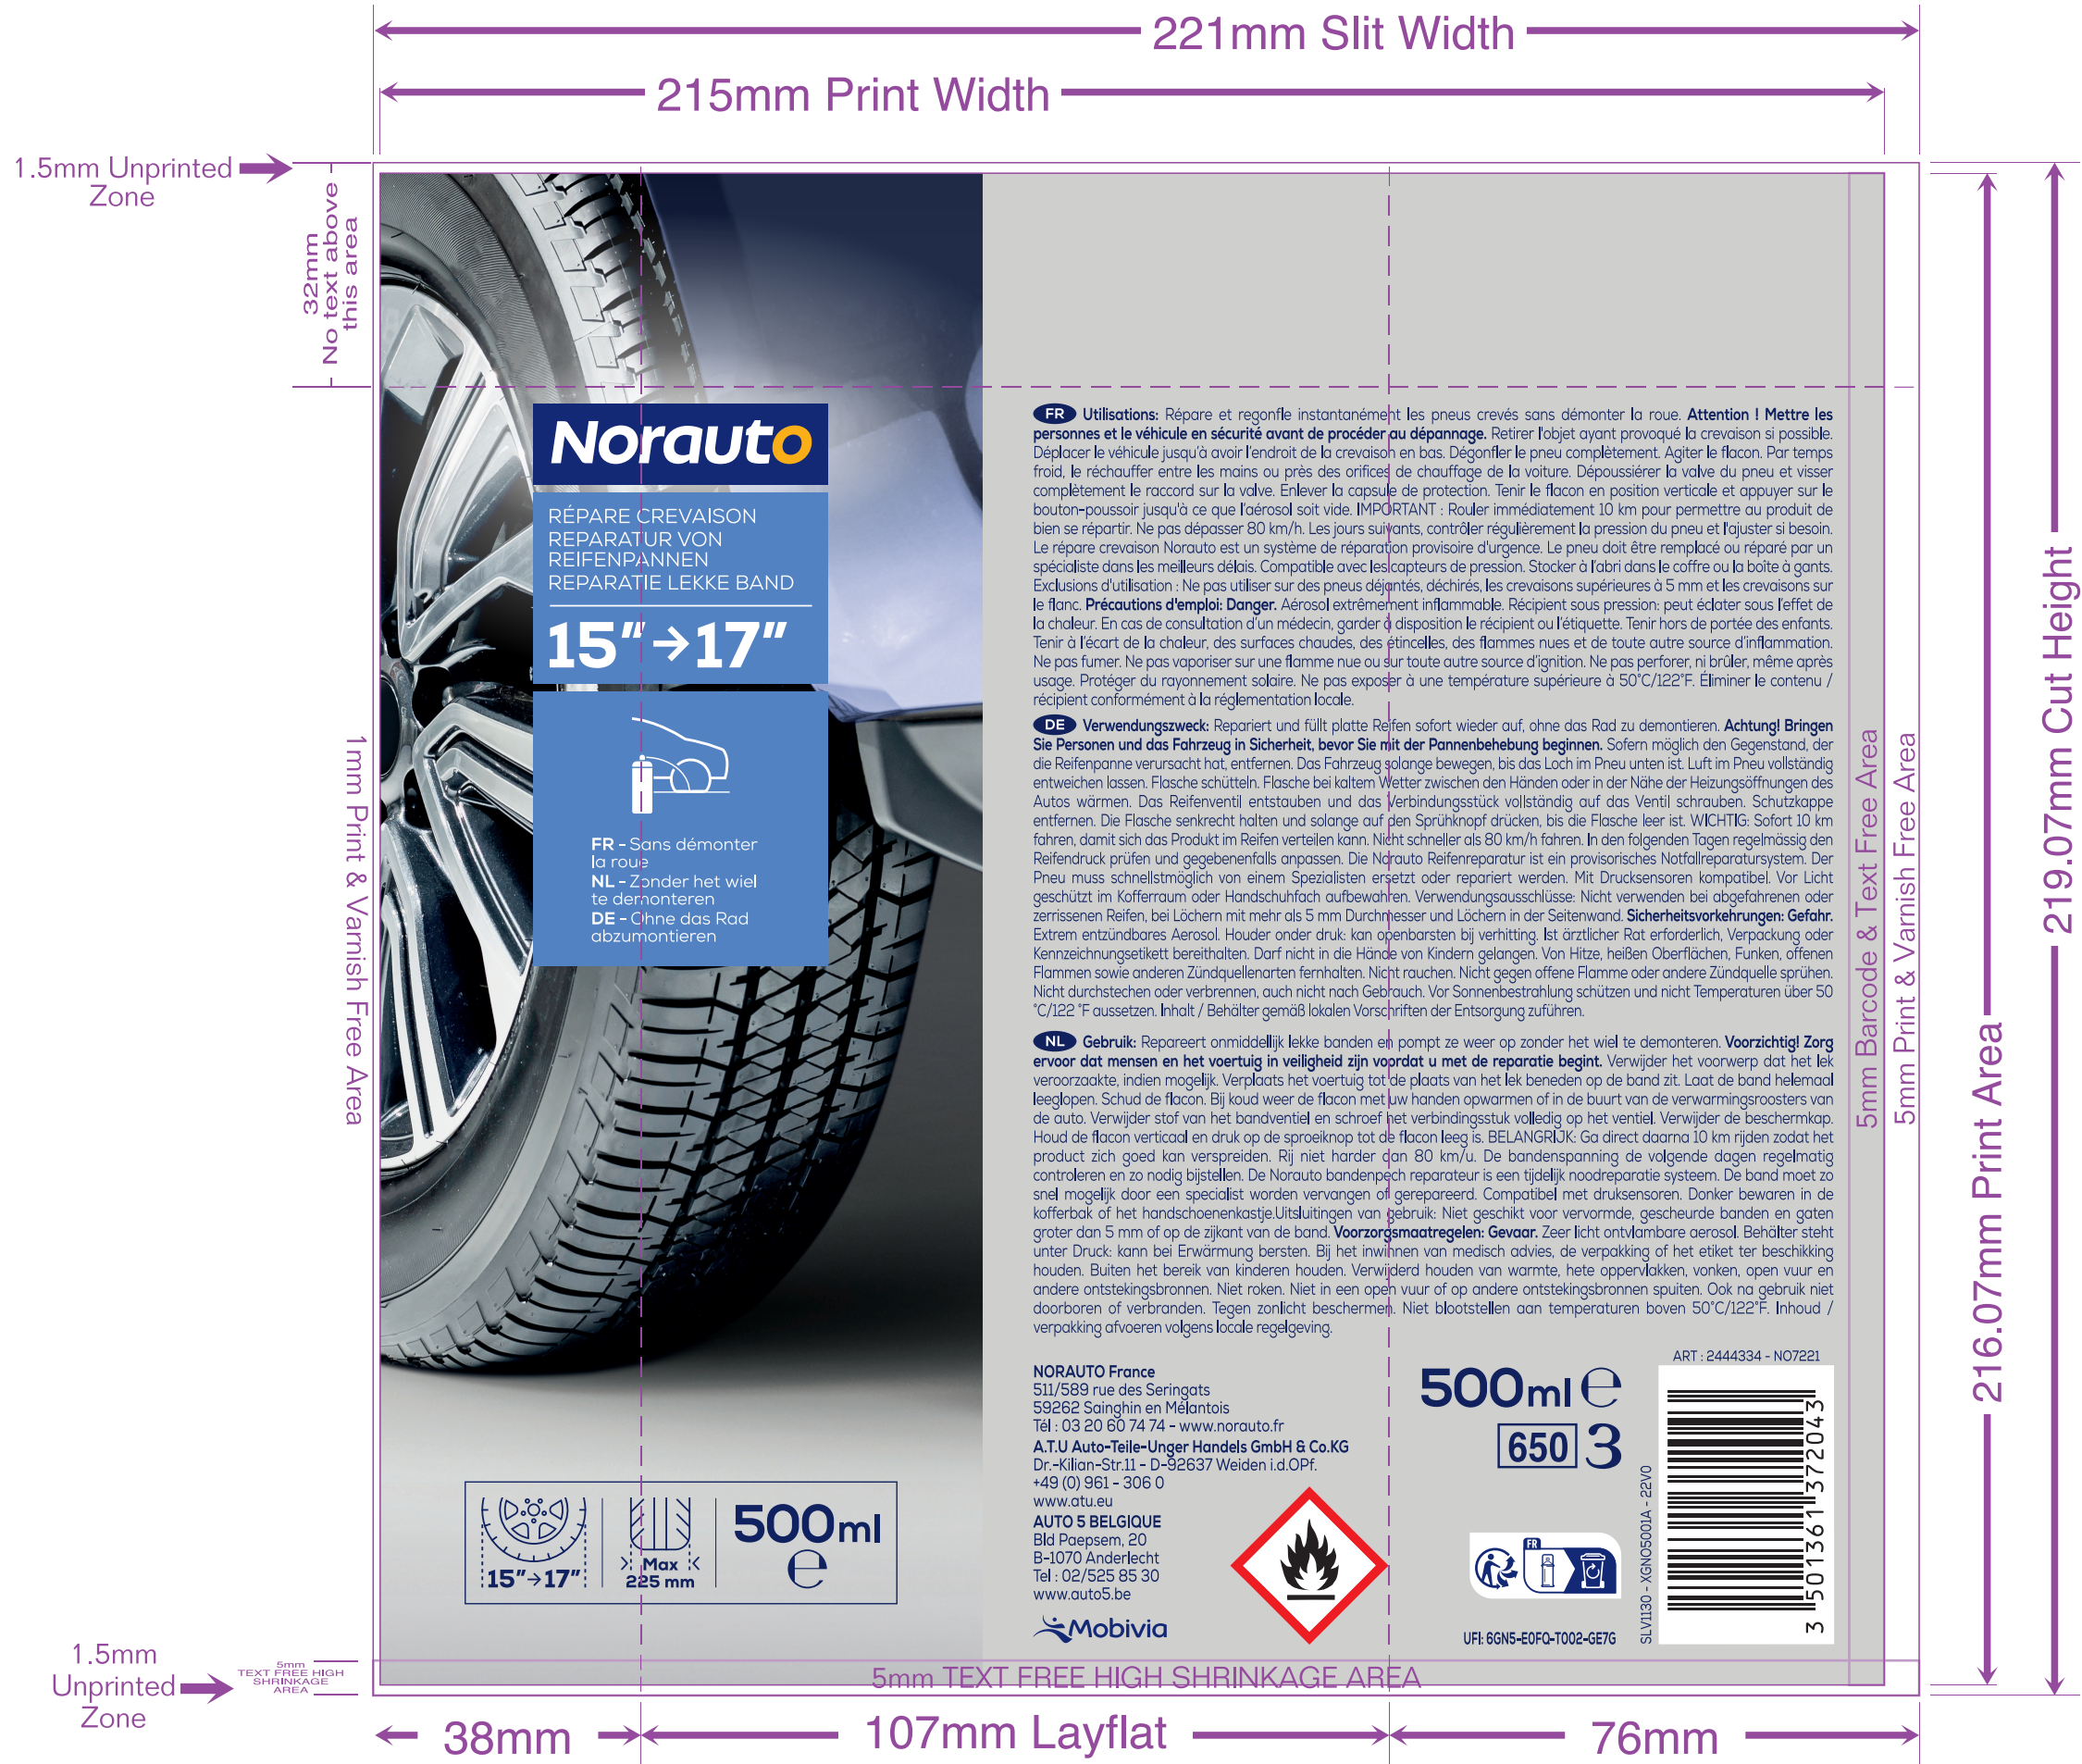 221mm Slit Width
215mm Print Width
1.5mm Unprinted
Zone
32mm
No text above
this area
Norauto
RÉPARE CREVAISON
REPARATUR VON
REIFENPANNEN
REPARATIE LEKKE BAND
15″→17″
FR - Sans démonter
la roue
NL - Zonder het wiel
te demonteren
DE - Ohne das Rad
abzumontieren
15″→17″
Max
225 mm
500ml
e
1mm Print & Varnish Free Area
FR Utilisations: Répare et regonfle instantanément les pneus crevés sans démonter la roue. Attention ! Mettre les
personnes et le véhicule en sécurité avant de procéder au dépannage. Retirer l'objet ayant provoqué la crevaison si possible.
Déplacer le véhicule jusqu'à avoir l'endroit de la crevaison en bas. Dégonfler le pneu complètement. Agiter le flacon. Par temps
froid, le réchauffer entre les mains ou près des orifices de chauffage de la voiture. Dépoussiérer la valve du pneu et visser
complètement le raccord sur la valve. Enlever la capsule de protection. Tenir le flacon en position verticale et appuyer sur le
bouton-poussoir jusqu'à ce que l'aérosol soit vide. IMPORTANT : Rouler immédiatement 10 km pour permettre au produit de
bien se répartir. Ne pas dépasser 80 km/h. Les jours suivants, contrôler régulièrement la pression du pneu et l'ajuster si besoin.
Le répare crevaison Norauto est un système de réparation provisoire d'urgence. Le pneu doit être remplacé ou réparé par un
spécialiste dans les meilleurs délais. Compatible avec les capteurs de pression. Stocker à l'abri dans le coffre ou la boîte à gants.
Exclusions d'utilisation : Ne pas utiliser sur des pneus déjantés, déchirés, les crevaisons supérieures à 5 mm et les crevaisons sur
le flanc. Précautions d'emploi: Danger. Aérosol extrêmement inflammable. Récipient sous pression: peut éclater sous l'effet de
la chaleur. En cas de consultation d'un médecin, garder à disposition le récipient ou l'étiquette. Tenir hors de portée des enfants.
Tenir à l'écart de la chaleur, des surfaces chaudes, des étincelles, des flammes nues et de toute autre source d'inflammation.
Ne pas fumer. Ne pas vaporiser sur une flamme nue ou sur toute autre source d'ignition. Ne pas perforer, ni brûler, même après
usage. Protéger du rayonnement solaire. Ne pas exposer à une température supérieure à 50°C/122°F. Éliminer le contenu /
récipient conformément à la réglementation locale.
DE Verwendungszweck: Repariert und füllt platte Reifen sofort wieder auf, ohne das Rad zu demontieren. Achtung! Bringen
Sie Personen und das Fahrzeug in Sicherheit, bevor Sie mit der Pannenbehebung beginnen. Sofern möglich den Gegenstand, der
die Reifenpanne verursacht hat, entfernen. Das Fahrzeug solange bewegen, bis das Loch im Pneu unten ist. Luft im Pneu vollständig
entweichen lassen. Flasche schütteln. Flasche bei kaltem Wetter zwischen den Händen oder in der Nähe der Heizungsöffnungen des
Autos wärmen. Das Reifenventil entstauben und das Verbindungsstück vollständig auf das Ventil schrauben. Schutzkappe
entfernen. Die Flasche senkrecht halten und solange auf den Sprühknopf drücken, bis die Flasche leer ist. WICHTIG: Sofort 10 km
fahren, damit sich das Produkt im Reifen verteilen kann. Nicht schneller als 80 km/h fahren. In den folgenden Tagen regelmässig den
Reifendruck prüfen und gegebenenfalls anpassen. Die Norauto Reifenreparatur ist ein provisorisches Notfallreparatursystem. Der
Pneu muss schnellstmöglich von einem Spezialisten ersetzt oder repariert werden. Mit Drucksensoren kompatibel. Vor Licht
geschützt im Kofferraum oder Handschuhfach aufbewahren. Verwendungsausschlüsse: Nicht verwenden bei abgefahrenen oder
zerrissenen Reifen, bei Löchern mit mehr als 5 mm Durchmesser und Löchern in der Seitenwand. Sicherheitsvorkehrungen: Gefahr.
Extrem entzündbares Aerosol. Houder onder druk: kan openbarsten bij verhitting. Ist ärztlicher Rat erforderlich, Verpackung oder
Kennzeichnungsetikett bereithalten. Darf nicht in die Hände von Kindern gelangen. Von Hitze, heißen Oberflächen, Funken, offenen
Flammen sowie anderen Zündquellenarten fernhalten. Nicht rauchen. Nicht gegen offene Flamme oder andere Zündquelle sprühen.
Nicht durchstechen oder verbrennen, auch nicht nach Gebrauch. Vor Sonnenbestrahlung schützen und nicht Temperaturen über 50
°C/122 °F aussetzen. Inhalt / Behälter gemäß lokalen Vorschriften der Entsorgung zuführen.
NL Gebruik: Repareert onmiddellijk lekke banden en pompt ze weer op zonder het wiel te demonteren. Voorzichtig! Zorg
ervoor dat mensen en het voertuig in veiligheid zijn voordat u met de reparatie begint. Verwijder het voorwerp dat het lek
veroorzaakte, indien mogelijk. Verplaats het voertuig tot de plaats van het lek beneden op de band zit. Laat de band helemaal
leeglopen. Schud de flacon. Bij koud weer de flacon met uw handen opwarmen of in de buurt van de verwarmingsroosters van
de auto. Verwijder stof van het bandventiel en schroef het verbindingsstuk volledig op het ventiel. Verwijder de beschermkap.
Houd de flacon verticaal en druk op de sproeiknop tot de flacon leeg is. BELANGRIJK: Ga direct daarna 10 km rijden zodat het
product zich goed kan verspreiden. Rij niet harder dan 80 km/u. De bandenspanning de volgende dagen regelmatig
controleren en zo nodig bijstellen. De Norauto bandenpech reparateur is een tijdelijk noodreparatie systeem. De band moet zo
snel mogelijk door een specialist worden vervangen of gerepareerd. Compatibel met druksensoren. Donker bewaren in de
kofferbak of het handschoenenkastje.Uitsluitingen van gebruik: Niet geschikt voor vervormde, gescheurde banden en gaten
groter dan 5 mm of op de zijkant van de band. Voorzorgsmaatregelen: Gevaar. Zeer licht ontvlambare aerosol. Behälter steht
unter Druck: kann bei Erwärmung bersten. Bij het inwinnen van medisch advies, de verpakking of het etiket ter beschikking
houden. Buiten het bereik van kinderen houden. Verwijderd houden van warmte, hete oppervlakken, vonken, open vuur en
andere ontstekingsbronnen. Niet roken. Niet in een open vuur of op andere ontstekingsbronnen spuiten. Ook na gebruik niet
doorboren of verbranden. Tegen zonlicht beschermen. Niet blootstellen aan temperaturen boven 50°C/122°F. Inhoud /
verpakking afvoeren volgens locale regelgeving.
NORAUTO France
511/589 rue des Seringats
59262 Sainghin en Mélantois
Tél : 03 20 60 74 74 - www.norauto.fr
A.T.U Auto-Teile-Unger Handels GmbH & Co.KG
Dr.-Kilian-Str.11 - D-92637 Weiden i.d.OPf.
+49 (0) 961 - 306 0
www.atu.eu
AUTO 5 BELGIQUE
Bld Paepsem, 20
B-1070 Anderlecht
Tel : 02/525 85 30
www.auto5.be
Mobivia
500ml e
650 3
FR
UFI: 6GN5-E0FQ-T002-GE7G
ART : 2444334 - NO7221
SLV1130 - XGNO5001A - 22V0
3 501361 372043
5mm Barcode & Text Free Area
5mm Print & Varnish Free Area
216.07mm Print Area
219.07mm Cut Height
1.5mm
Unprinted
Zone
5mm
TEXT FREE HIGH
SHRINKAGE
AREA
5mm TEXT FREE HIGH SHRINKAGE AREA
38mm
107mm Layflat
76mm